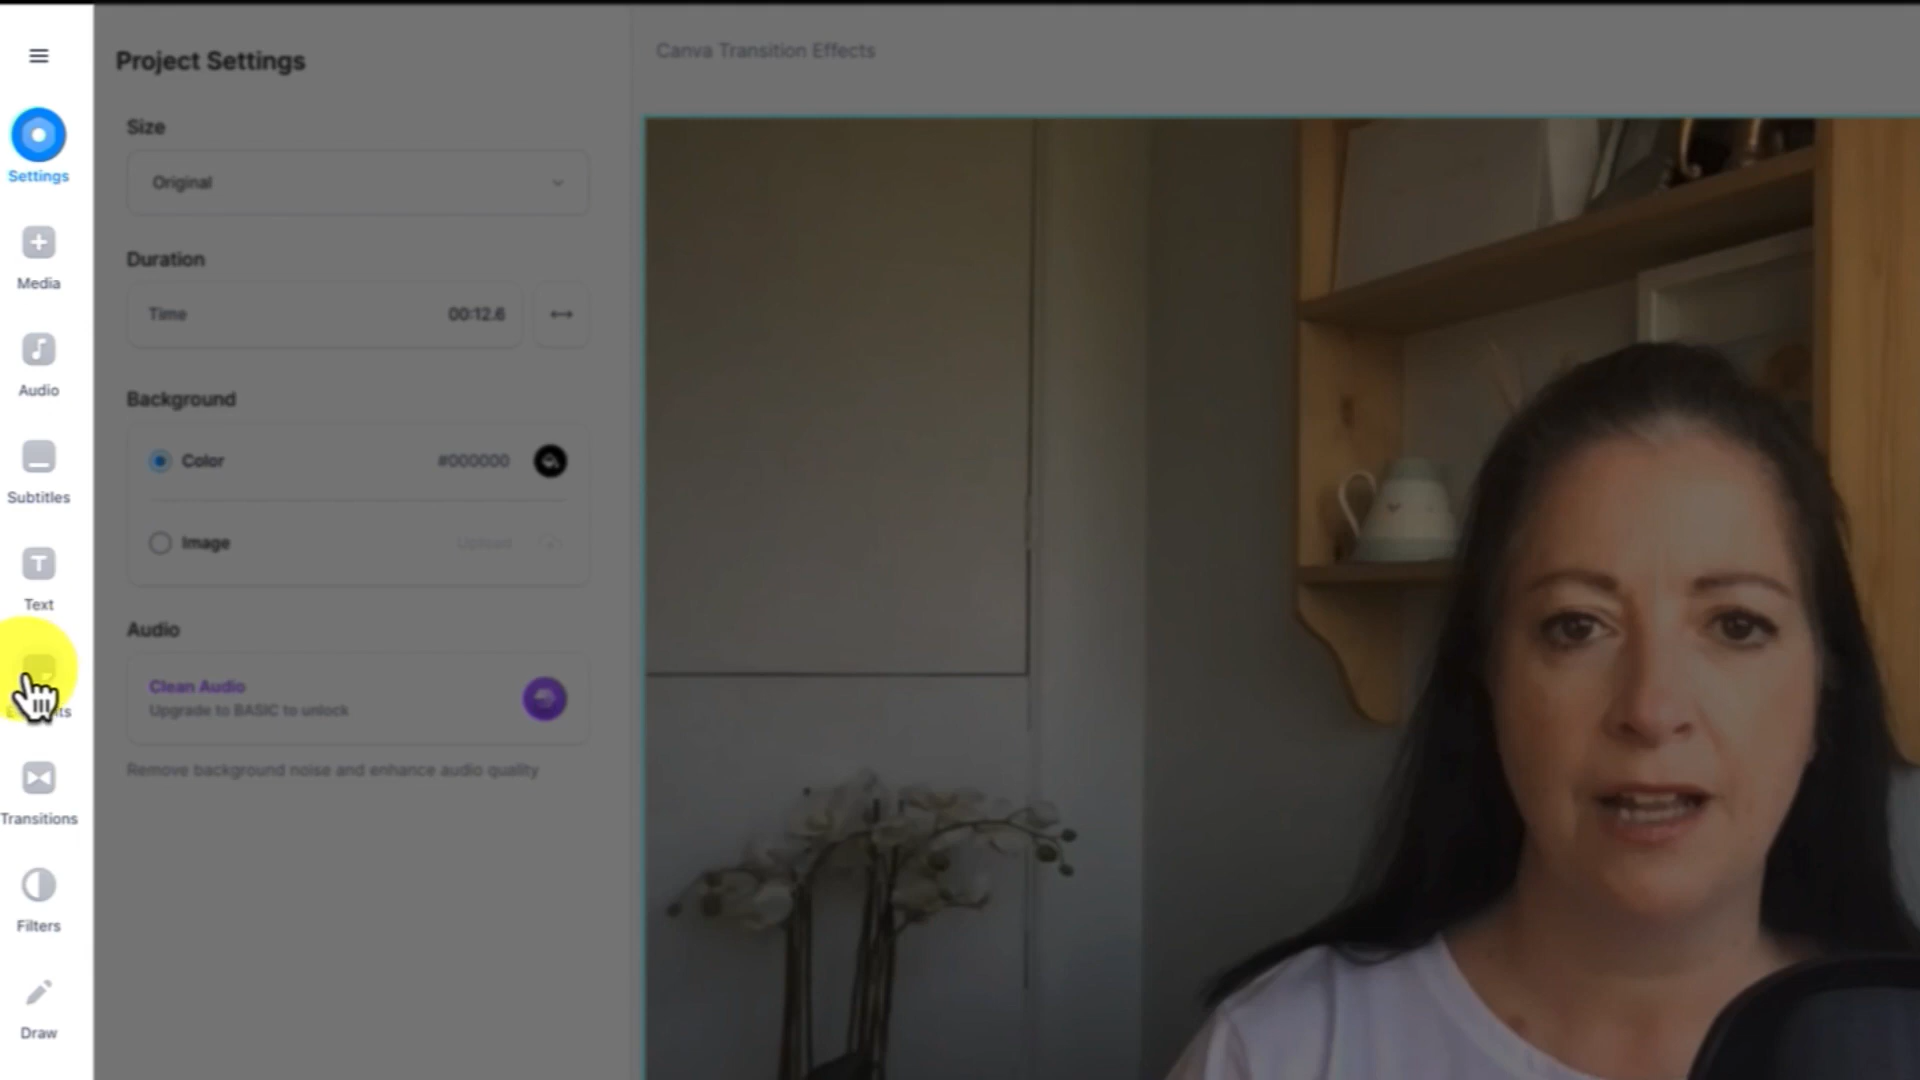 Project Settings
Canva Transition Effects
Settings
Media
Audio
Subtitles
Text
Transitions
Filters
Draw
Size
Original
Duration
Time 00:12.6
Background
Color #000000
Image Upload
Audio
Clean Audio
Upgrade to BASIC to unlock
Remove background noise and enhance audio quality